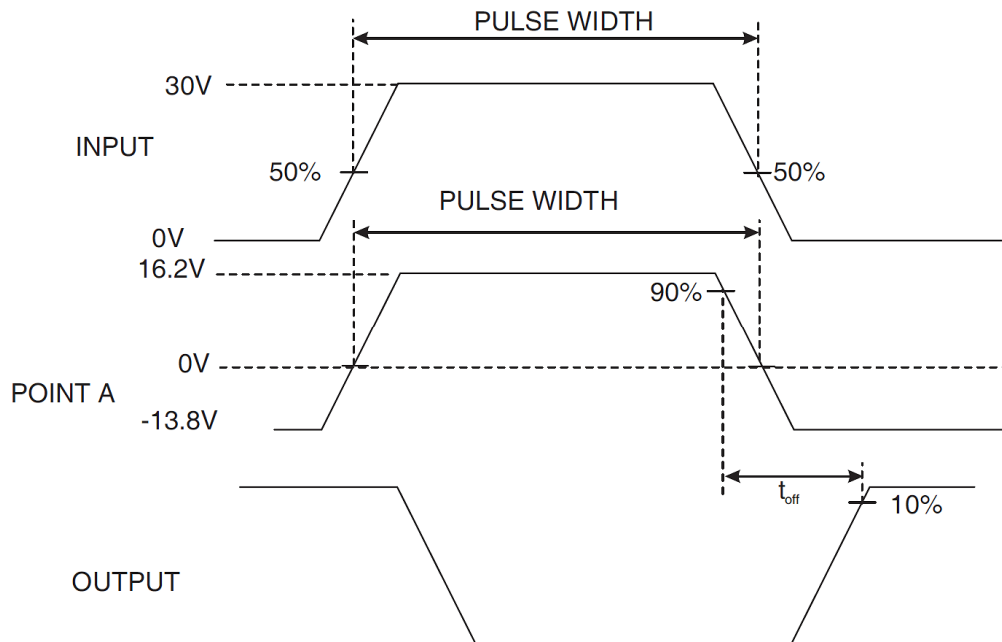 PULSE WIDTH
30V
INPUT
50%
50%
PULSE WIDTH
0V
16.2V
90%
0V
POINT A
-13.8V
toff
10%
OUTPUT